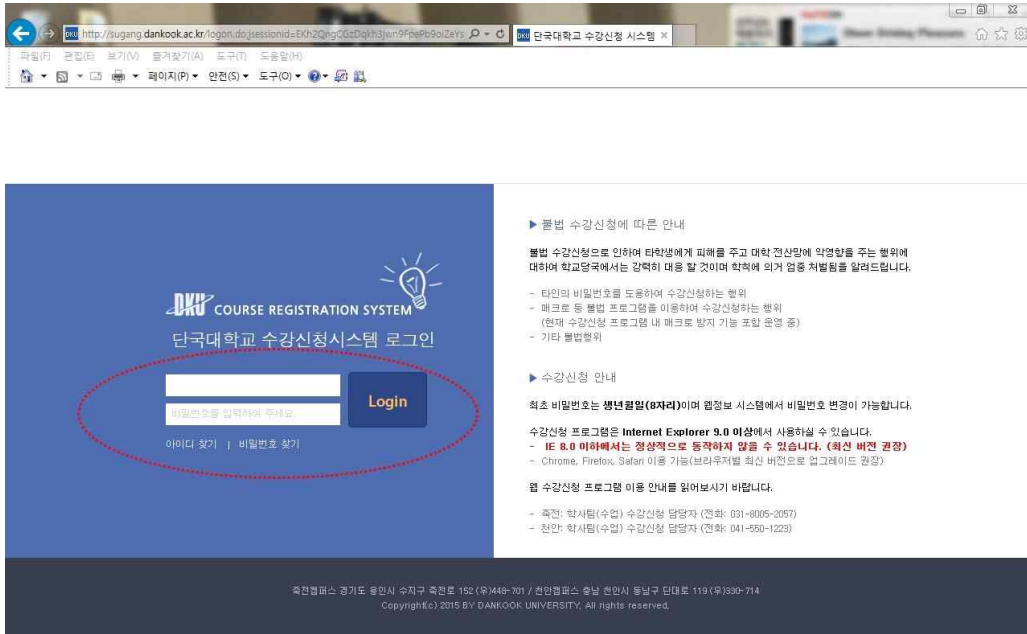 http://sugang.dankook.ac.kr/logon.do;jsessionid=
단국대학교 수강신청 시스템
파일(F) 편집(E) 보기(V) 즐겨찾기(A) 도구(T) 도움말(H)
페이지(P) 안전(S) 도구(O)
DKU COURSE REGISTRATION SYSTEM
단국대학교 수강신청시스템 로그인
비밀번호를 입력하여 주세요.
Login
아이디 찾기 | 비밀번호 찾기
▶ 불법 수강신청에 따른 안내
불법 수강신청으로 인하여 타학생에게 피해를 주고 대학 전산망에 악영향을 주는 행위에
대하여 학교당국에서는 강력히 대응 할 것이며 학칙에 의거 엄중 처벌됨을 알려드립니다.
- 타인의 비밀번호를 도용하여 수강신청하는 행위
- 매크로 등 불법 프로그램을 이용하여 수강신청하는 행위
(현재 수강신청 프로그램 내 매크로 방지 기능 포함 운영 중)
- 기타 불법행위
▶ 수강신청 안내
최초 비밀번호는 생년월일(8자리)이며 웹정보 시스템에서 비밀번호 변경이 가능합니다.
수강신청 프로그램은 Internet Explorer 9.0 이상에서 사용하실 수 있습니다.
- IE 8.0 이하에서는 정상적으로 동작하지 않을 수 있습니다. (최신 버전 권장)
- Chrome, Firefox, Safari 이용 가능(브라우저별 최신 버전으로 업그레이드 권장)
웹 수강신청 프로그램 이용 안내를 읽어보시기 바랍니다.
- 죽전: 학사팀(수업) 수강신청 담당자 (전화: 031-8005-2057)
- 천안: 학사팀(수업) 수강신청 담당자 (전화: 041-550-1223)
죽전캠퍼스 경기도 용인시 수지구 죽전로 152 (우)448-701 / 천안캠퍼스 충남 천안시 동남구 단대로 119 (우)330-714
Copyright(c) 2015 BY DANKOOK UNIVERSITY, All rights reserved,